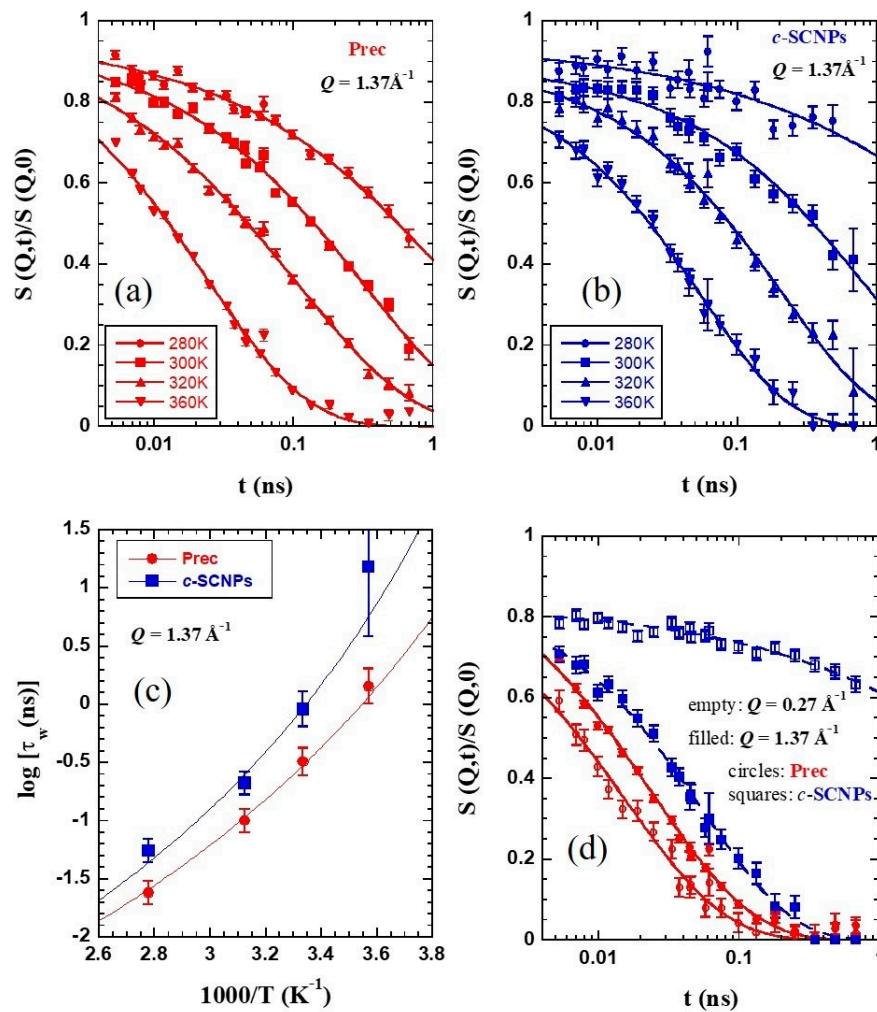 Prec
Q = 1.37Å⁻¹
S (Q,t)/S (Q,0)
1
0.8
0.6
0.4
0.2
0
(a)
280K
300K
320K
360K
0.01
0.1
1
t (ns)
c-SCNPs
Q = 1.37Å⁻¹
S (Q,t)/S (Q,0)
1
0.8
0.6
0.4
0.2
0
(b)
280K
300K
320K
360K
0.01
0.1
1
t (ns)
Prec
c-SCNPs
Q = 1.37 Å⁻¹
(c)
log [τw (ns)]
1.5
1
0.5
0
-0.5
-1
-1.5
-2
2.6
2.8
3
3.2
3.4
3.6
3.8
1000/T (K⁻¹)
S (Q,t)/S (Q,0)
1
0.8
0.6
0.4
0.2
0
empty: Q = 0.27 Å⁻¹
filled: Q = 1.37 Å⁻¹
circles: Prec
squares: c-SCNPs
(d)
0.01
0.1
1
t (ns)